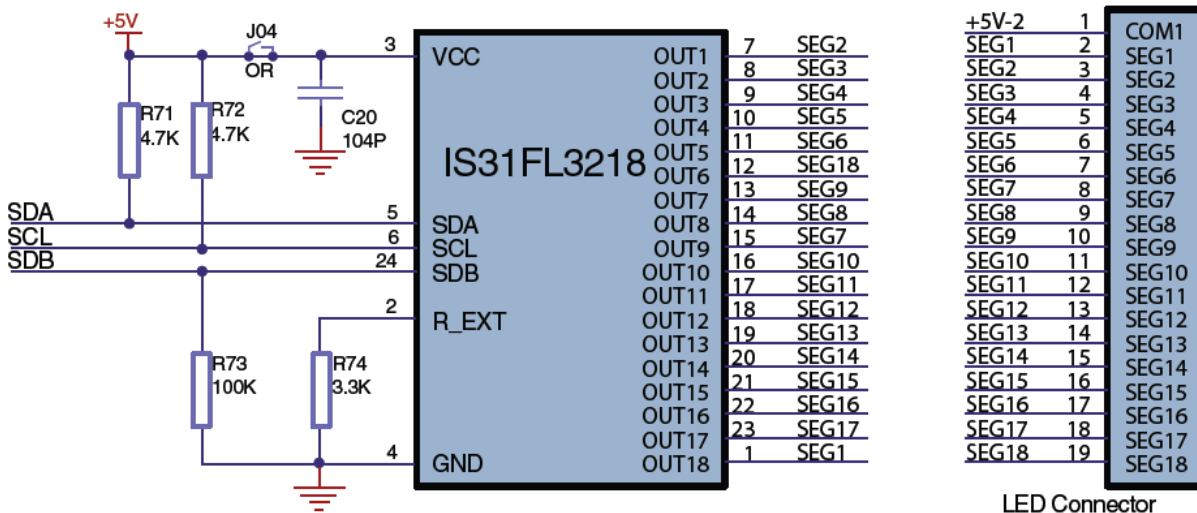 +5V
J04
OR
R71
4.7K
R72
4.7K
C20
104P
SDA
SCL
SDB
R73
100K
R74
3.3K
3 VCC
5 SDA
6 SCL
24 SDB
2 R_EXT
4 GND
IS31FL3218
OUT1 7 SEG2
OUT2 8 SEG3
OUT3 9 SEG4
OUT4 10 SEG5
OUT5 11 SEG6
OUT6 12 SEG18
OUT7 13 SEG9
OUT8 14 SEG8
OUT9 15 SEG7
OUT10 16 SEG10
OUT11 17 SEG11
OUT12 18 SEG12
OUT13 19 SEG13
OUT14 20 SEG14
OUT15 21 SEG15
OUT16 22 SEG16
OUT17 23 SEG17
OUT18 1 SEG1
+5V-2 1 COM1
SEG1 2 SEG1
SEG2 3 SEG2
SEG3 4 SEG3
SEG4 5 SEG4
SEG5 6 SEG5
SEG6 7 SEG6
SEG7 8 SEG7
SEG8 9 SEG8
SEG9 10 SEG9
SEG10 11 SEG10
SEG11 12 SEG11
SEG12 13 SEG12
SEG13 14 SEG13
SEG14 15 SEG14
SEG15 16 SEG15
SEG16 17 SEG16
SEG17 18 SEG17
SEG18 19 SEG18
LED Connector